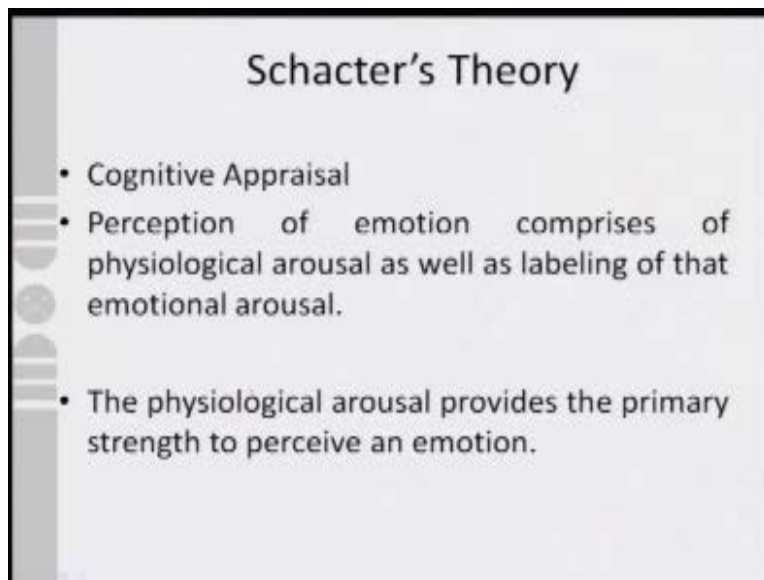 Schacter's Theory
• Cognitive Appraisal
• Perception of emotion comprises of
physiological arousal as well as labeling of that
emotional arousal.
• The physiological arousal provides the primary
strength to perceive an emotion.